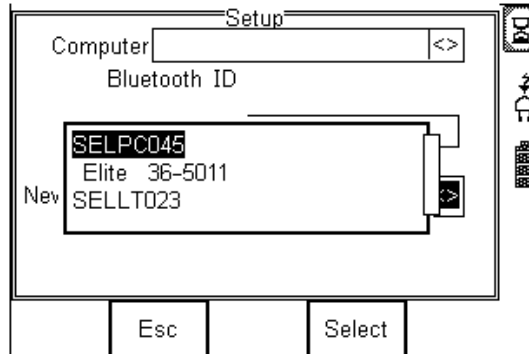 Setup
Computer <>
Bluetooth ID
SELPC045
Elite 36-5011
Nev SELLT023 <>
Esc Select